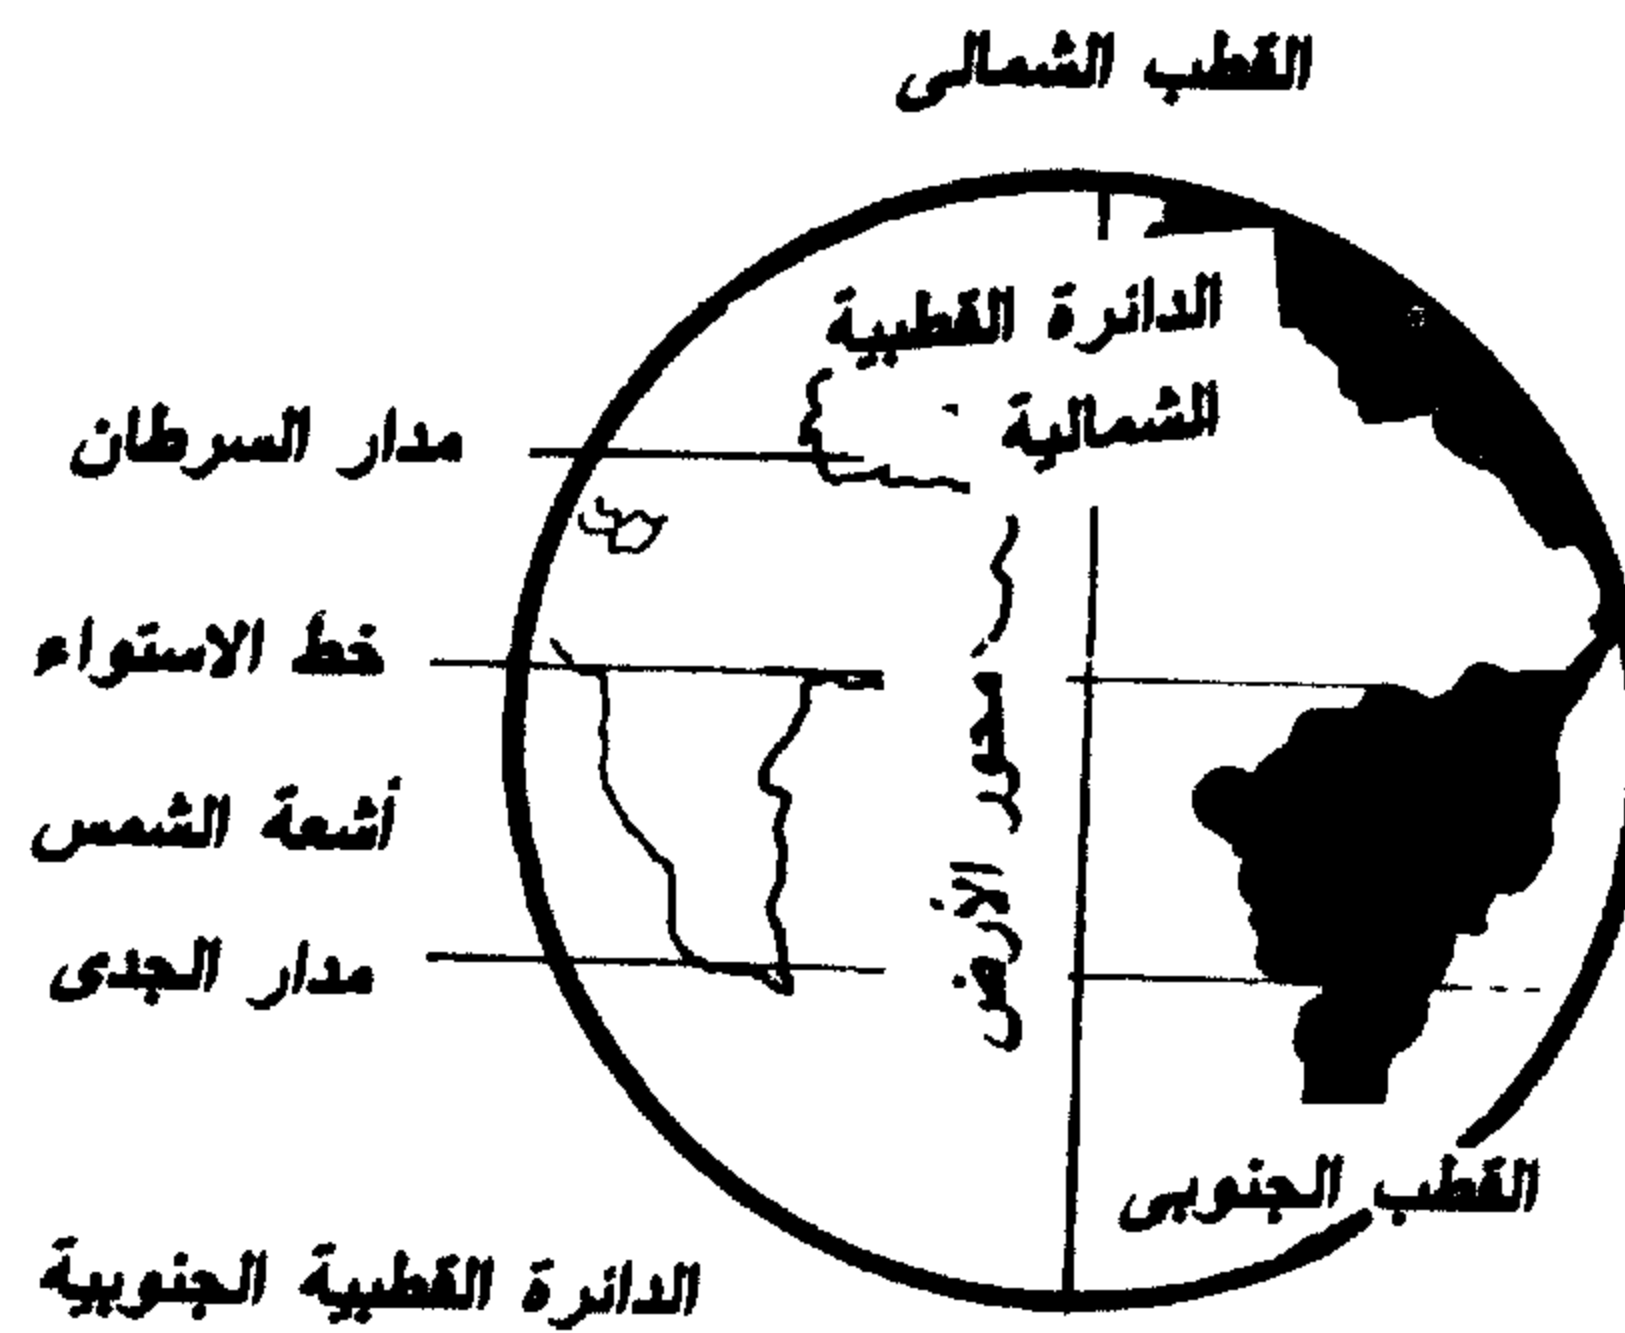 القطب الشمالى
الدائرة القطبية
الشمالية
مدار السرطان
خط الاستواء
محور الأرض
أشعة الشمس
مدار الجدى
القطب الجنوبى
الدائرة القطبية الجنوبية